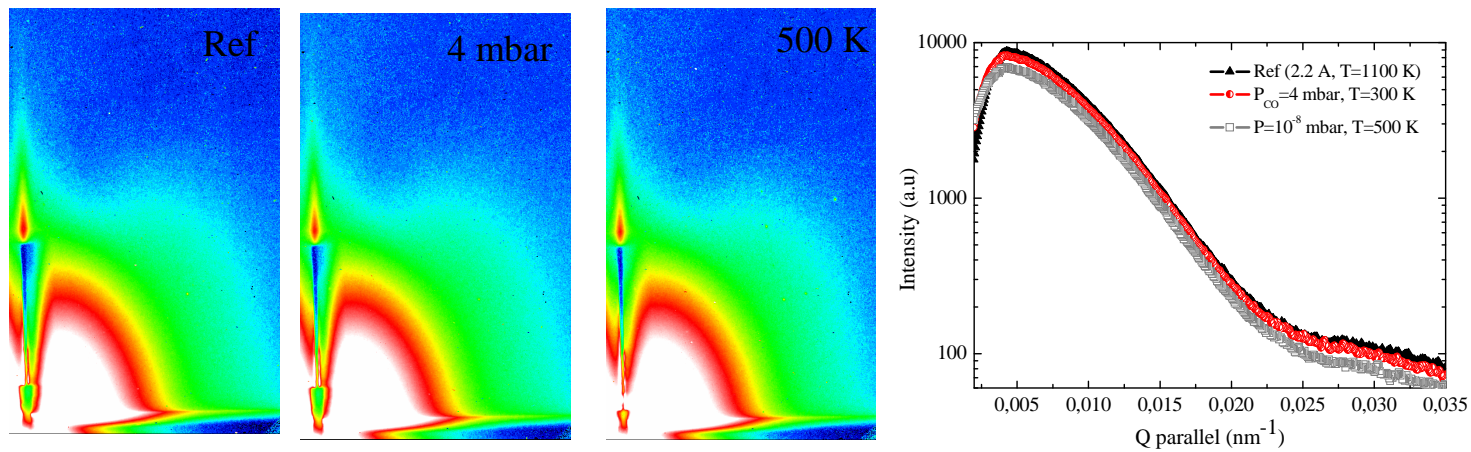 Ref
4 mbar
500 K
10000
1000
100
Intensity (a.u)
Ref (2.2 A, T=1100 K)
P_CO=4 mbar, T=300 K
P=10^-8 mbar, T=500 K
0,005 0,010 0,015 0,020 0,025 0,030 0,035
Q parallel (nm^-1)